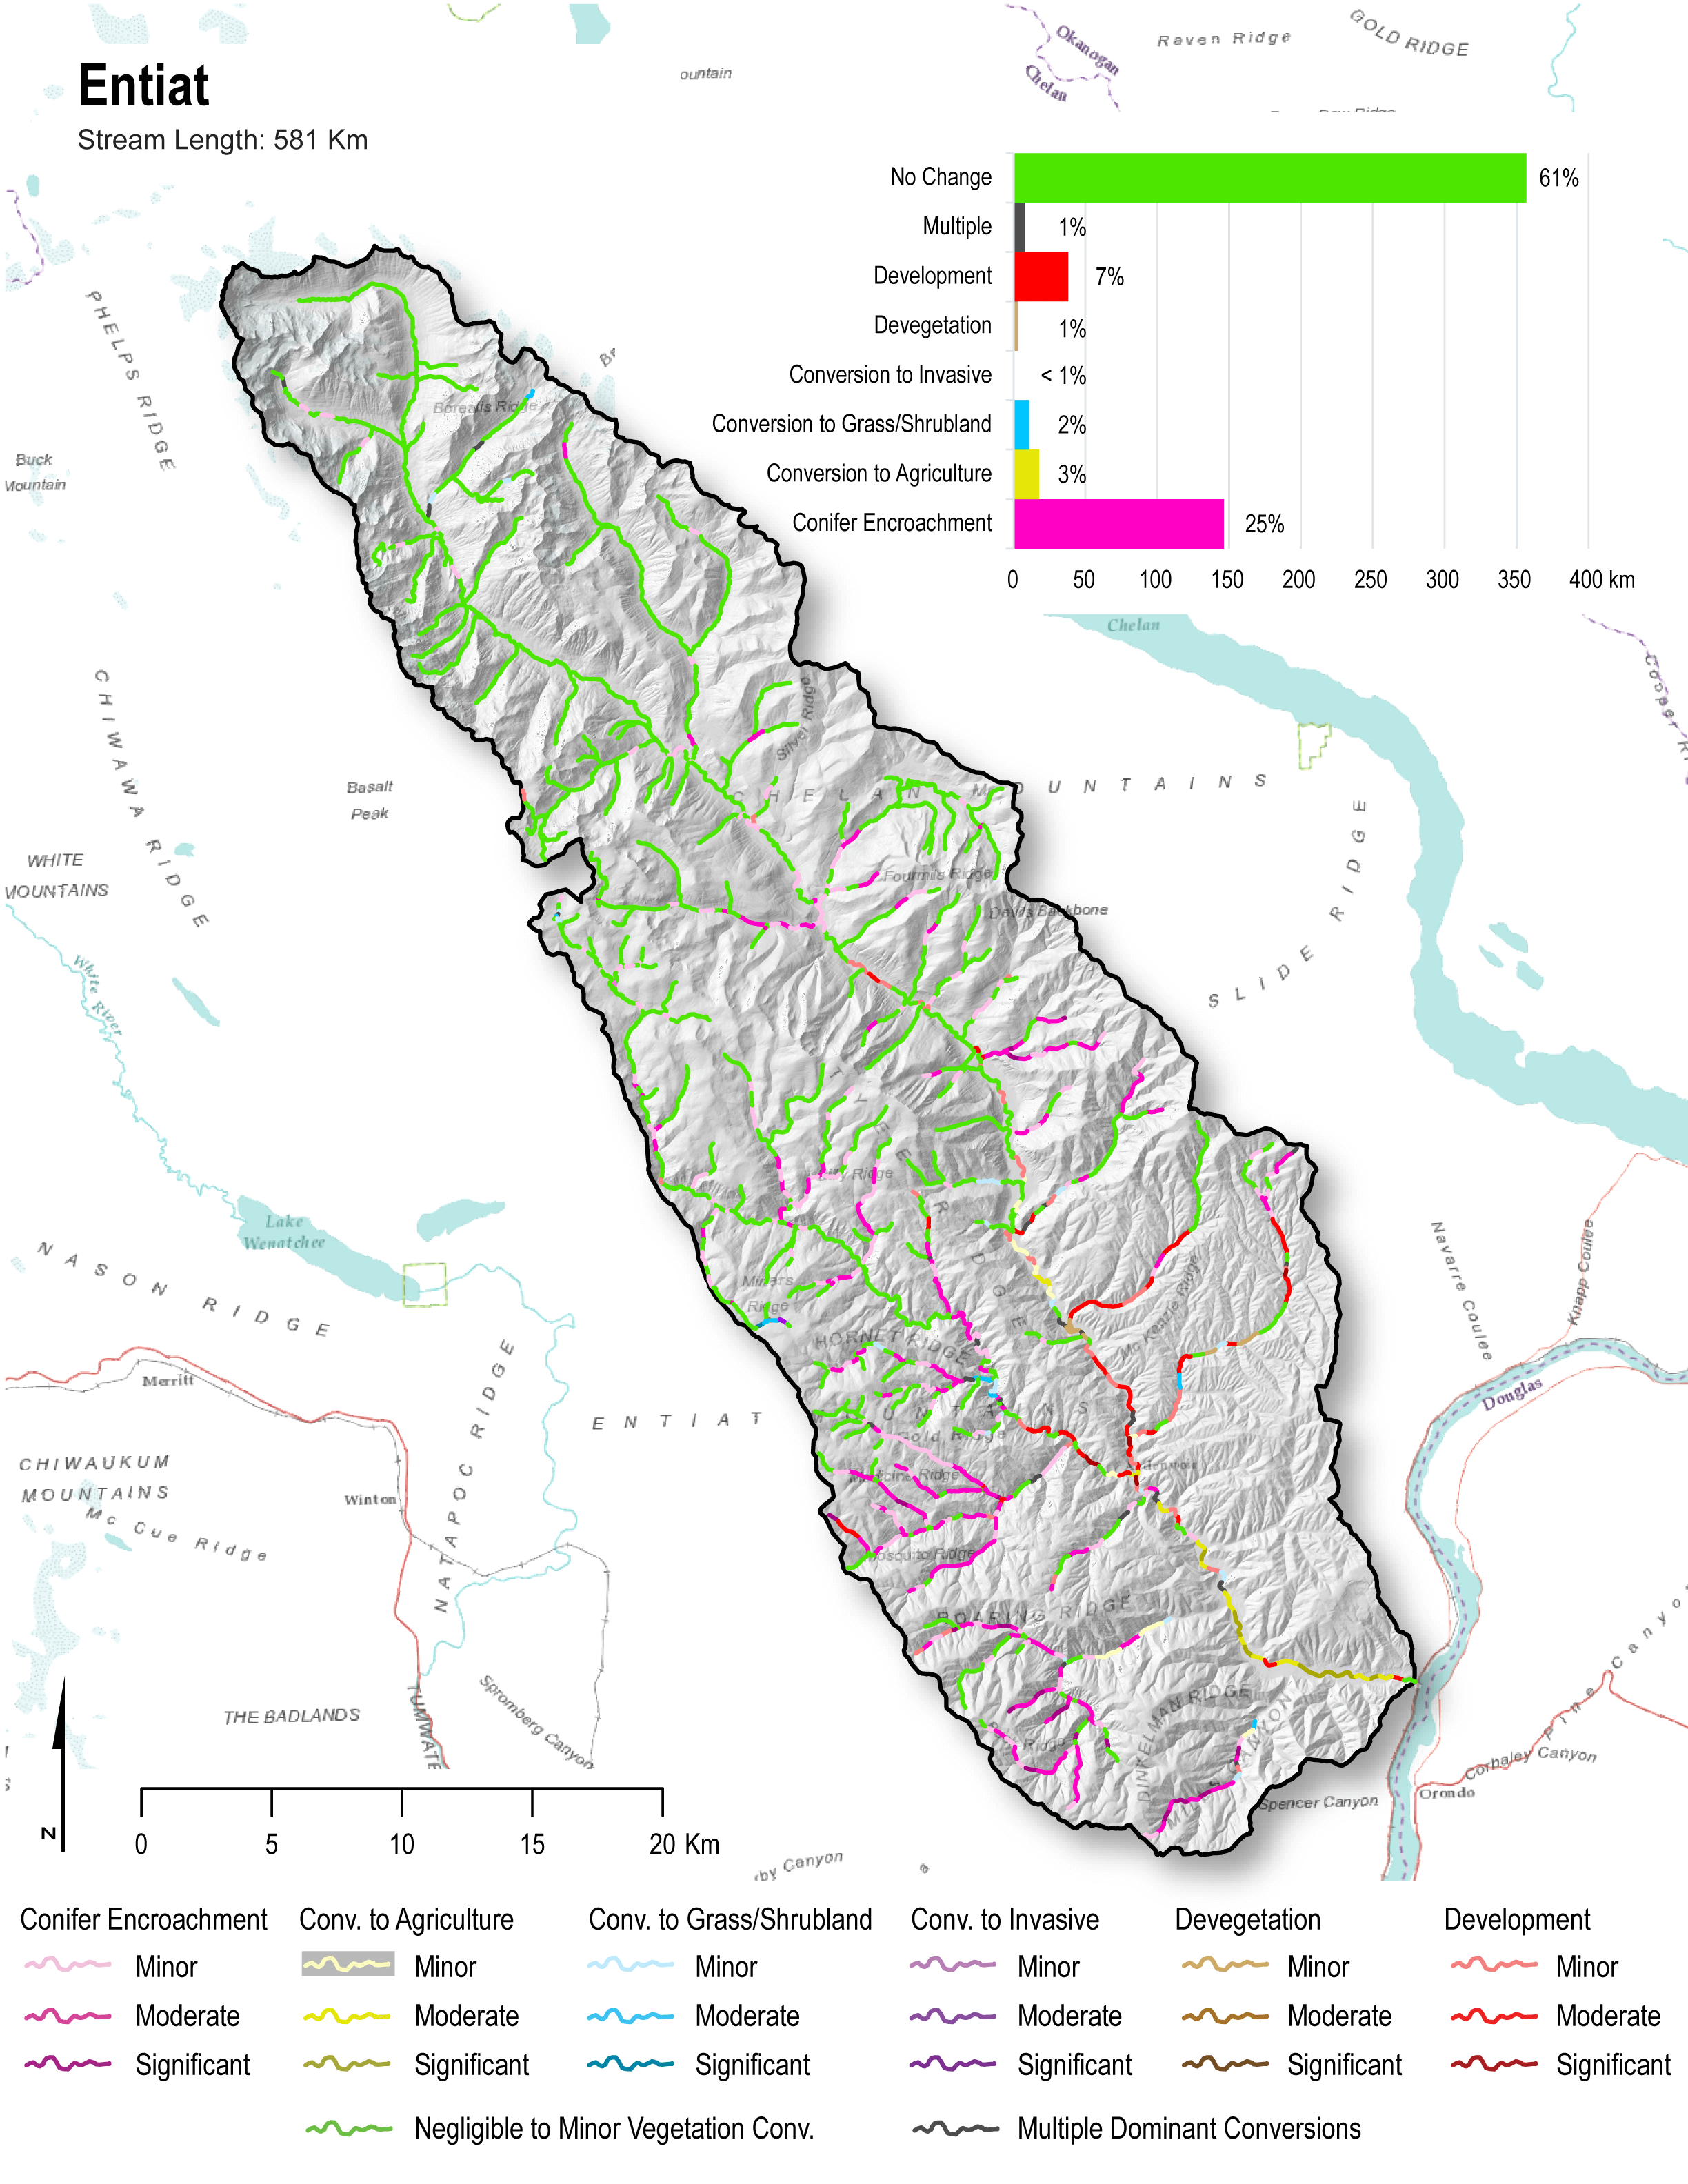 Entiat
Stream Length: 581 Km
ountain
Okanogan
Chelan
Raven Ridge
GOLD RIDGE
No Change
61%
Multiple
1%
Development
7%
Devegetation
1%
Conversion to Invasive
< 1%
Conversion to Grass/Shrubland
2%
Conversion to Agriculture
3%
Conifer Encroachment
25%
0 50 100 150 200 250 300 350 400 km
PHELPS RIDGE
Borealis Ridge
Buck
Mountain
Chelan
CHIWAWA RIDGE
Silver Ridge
Basalt
Peak
CHELAN MOUNTAINS
WHITE
MOUNTAINS
Fourmile Ridge
Devils Backbone
SLIDE RIDGE
White River
Lake
Wenatchee
NASON RIDGE
Miners
Ridge
HORNET RIDGE
Mc Kenzie Ridge
Navarre Coulee
Knapp Coulee
Douglas
Merritt
ENTIAT MOUNTAINS
Gold Ridge
Medicine Ridge
CHIWAUKUM
MOUNTAINS
Mc Cue Ridge
Winton
NATAPOC RIDGE
Mosquito Ridge
ROARING RIDGE
THE BADLANDS
TUMWATE
Spromberg Canyon
DINKELMAN RIDGE
Pine Canyon
Corbaley Canyon
Orondo
Spencer Canyon
N
0 5 10 15 20 Km
by Canyon
Conifer Encroachment
Minor
Moderate
Significant
Conv. to Agriculture
Minor
Moderate
Significant
Conv. to Grass/Shrubland
Minor
Moderate
Significant
Conv. to Invasive
Minor
Moderate
Significant
Devegetation
Minor
Moderate
Significant
Development
Minor
Moderate
Significant
Negligible to Minor Vegetation Conv.
Multiple Dominant Conversions